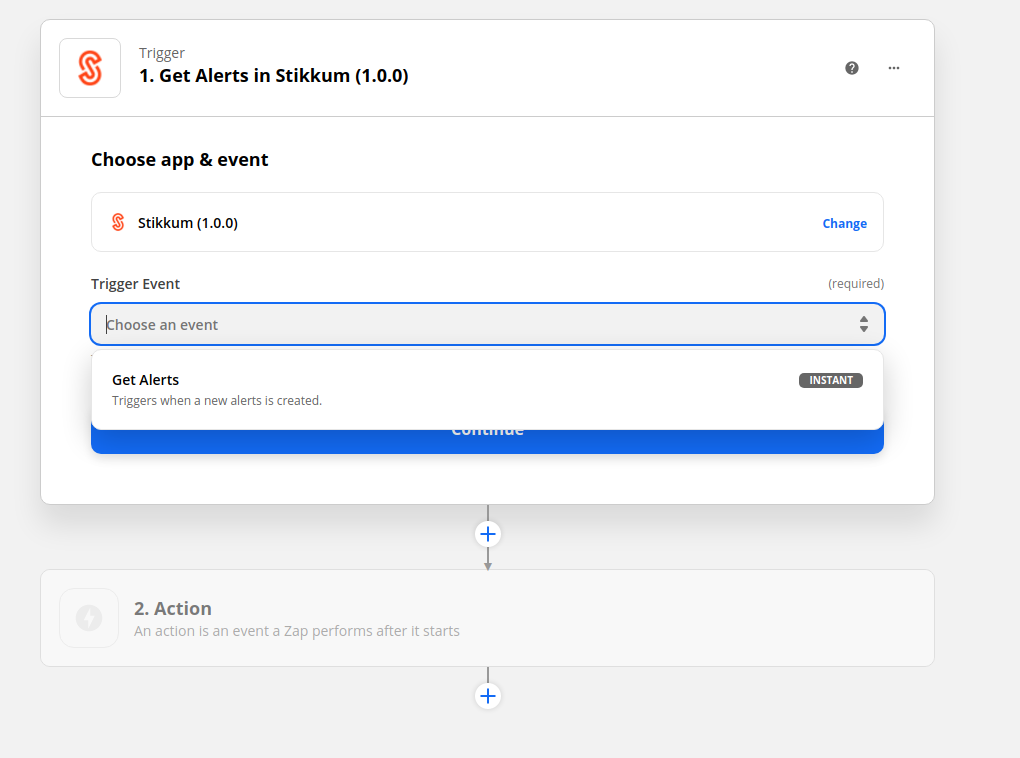 Trigger
1. Get Alerts in Stikkum (1.0.0)
Choose app & event
Stikkum (1.0.0)
Change
Trigger Event
(required)
Choose an event
Get Alerts
INSTANT
Triggers when a new alerts is created.
Continue
2. Action
An action is an event a Zap performs after it starts